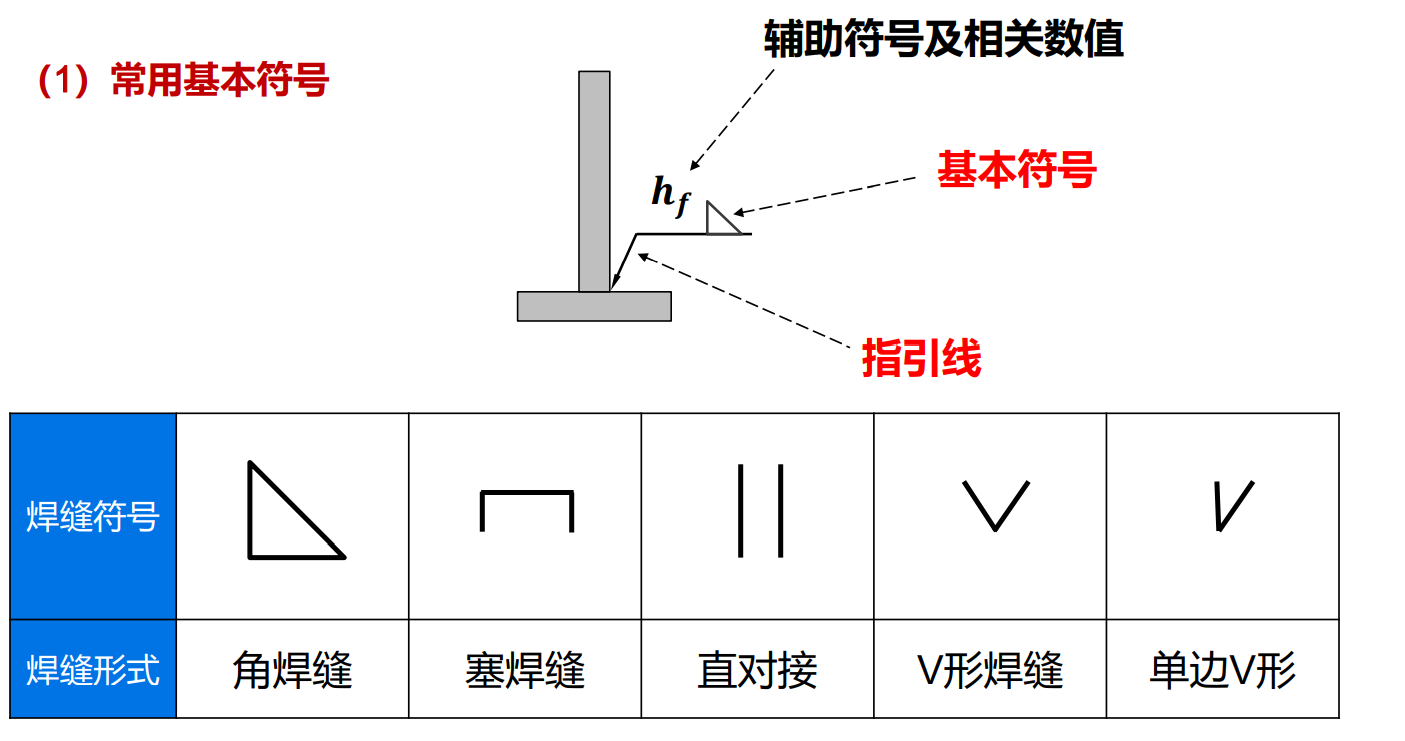 辅助符号及相关数值
(1)常用基本符号
基本符号
h_f
指引线
焊缝符号
焊缝形式 角焊缝 塞焊缝 直对接 V形焊缝 单边V形